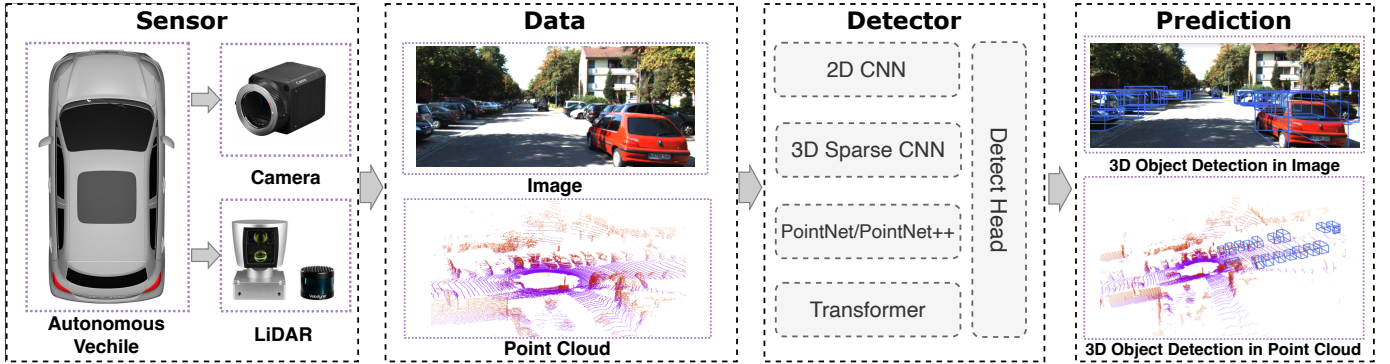 Sensor
Autonomous
Vechile
Camera
LiDAR
Velodyne
Data
Image
Point Cloud
Detector
2D CNN
3D Sparse CNN
PointNet/PointNet++
Transformer
Detect Head
Prediction
3D Object Detection in Image
3D Object Detection in Point Cloud